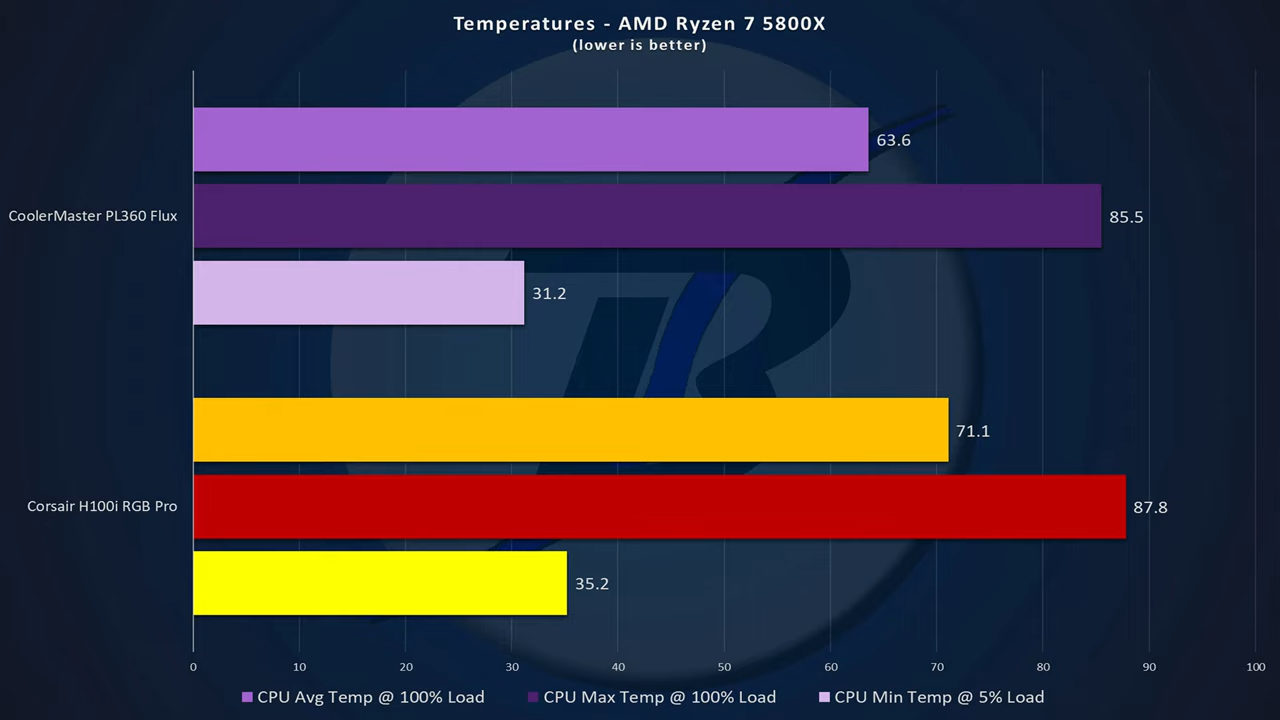 Temperatures - AMD Ryzen 7 5800X
(lower is better)
63.6
CoolerMaster PL360 Flux
85.5
31.2
71.1
Corsair H100i RGB Pro
87.8
35.2
0 10 20 30 40 50 60 70 80 90 100
CPU Avg Temp @ 100% Load CPU Max Temp @ 100% Load CPU Min Temp @ 5% Load